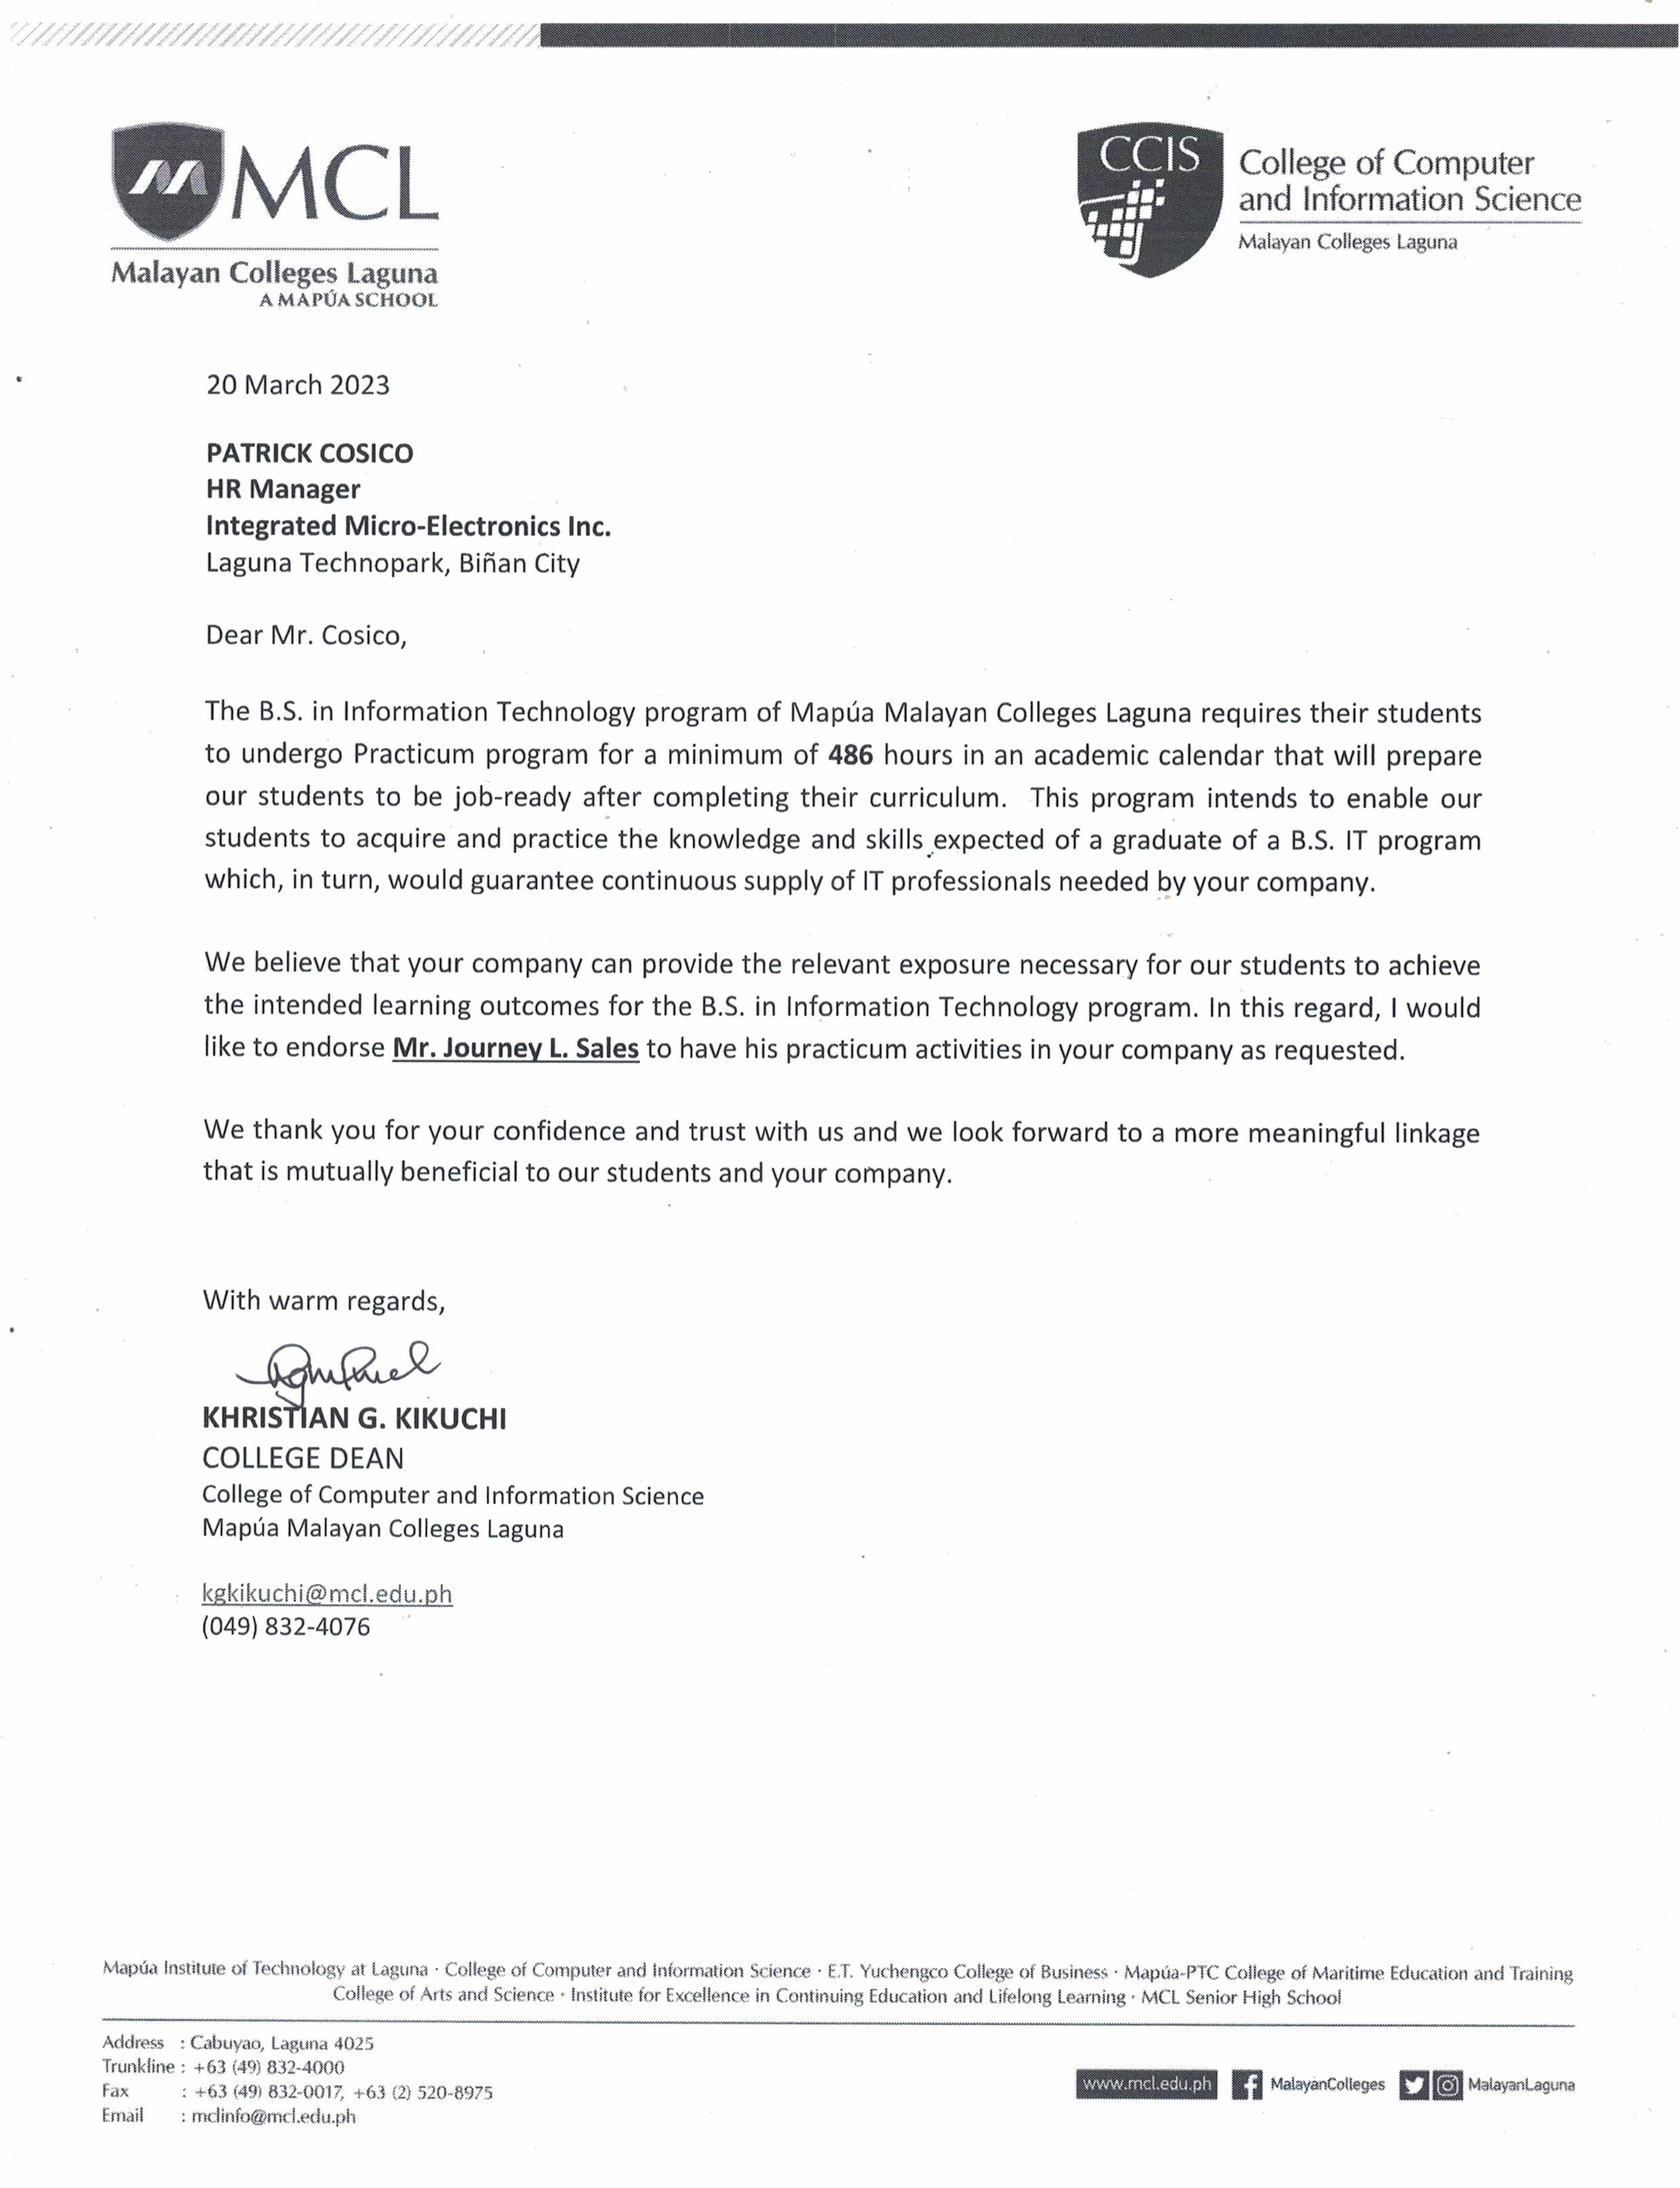 MCL
Malayan Colleges Laguna
A MAPÚA SCHOOL
CCIS
College of Computer
and Information Science
Malayan Colleges Laguna
20 March 2023
PATRICK COSICO
HR Manager
Integrated Micro-Electronics Inc.
Laguna Technopark, Biñan City
Dear Mr. Cosico,
The B.S. in Information Technology program of Mapúa Malayan Colleges Laguna requires their students
to undergo Practicum program for a minimum of 486 hours in an academic calendar that will prepare
our students to be job-ready after completing their curriculum. This program intends to enable our
students to acquire and practice the knowledge and skills expected of a graduate of a B.S. IT program
which, in turn, would guarantee continuous supply of IT professionals needed by your company.
We believe that your company can provide the relevant exposure necessary for our students to achieve
the intended learning outcomes for the B.S. in Information Technology program. In this regard, I would
like to endorse Mr. Journey L. Sales to have his practicum activities in your company as requested.
We thank you for your confidence and trust with us and we look forward to a more meaningful linkage
that is mutually beneficial to our students and your company.
With warm regards,
KHRISTIAN G. KIKUCHI
COLLEGE DEAN
College of Computer and Information Science
Mapúa Malayan Colleges Laguna
kgkikuchi@mcl.edu.ph
(049) 832-4076
Mapúa Institute of Technology at Laguna · College of Computer and Information Science · E.T. Yuchengco College of Business · Mapúa-PTC College of Maritime Education and Training
College of Arts and Science · Institute for Excellence in Continuing Education and Lifelong Learning · MCL Senior High School
Address : Cabuyao, Laguna 4025
Trunkline : +63 (49) 832-4000
Fax : +63 (49) 832-0017, +63 (2) 520-8975
Email : mclinfo@mcl.edu.ph
www.mcl.edu.ph MalayanColleges MalayanLaguna